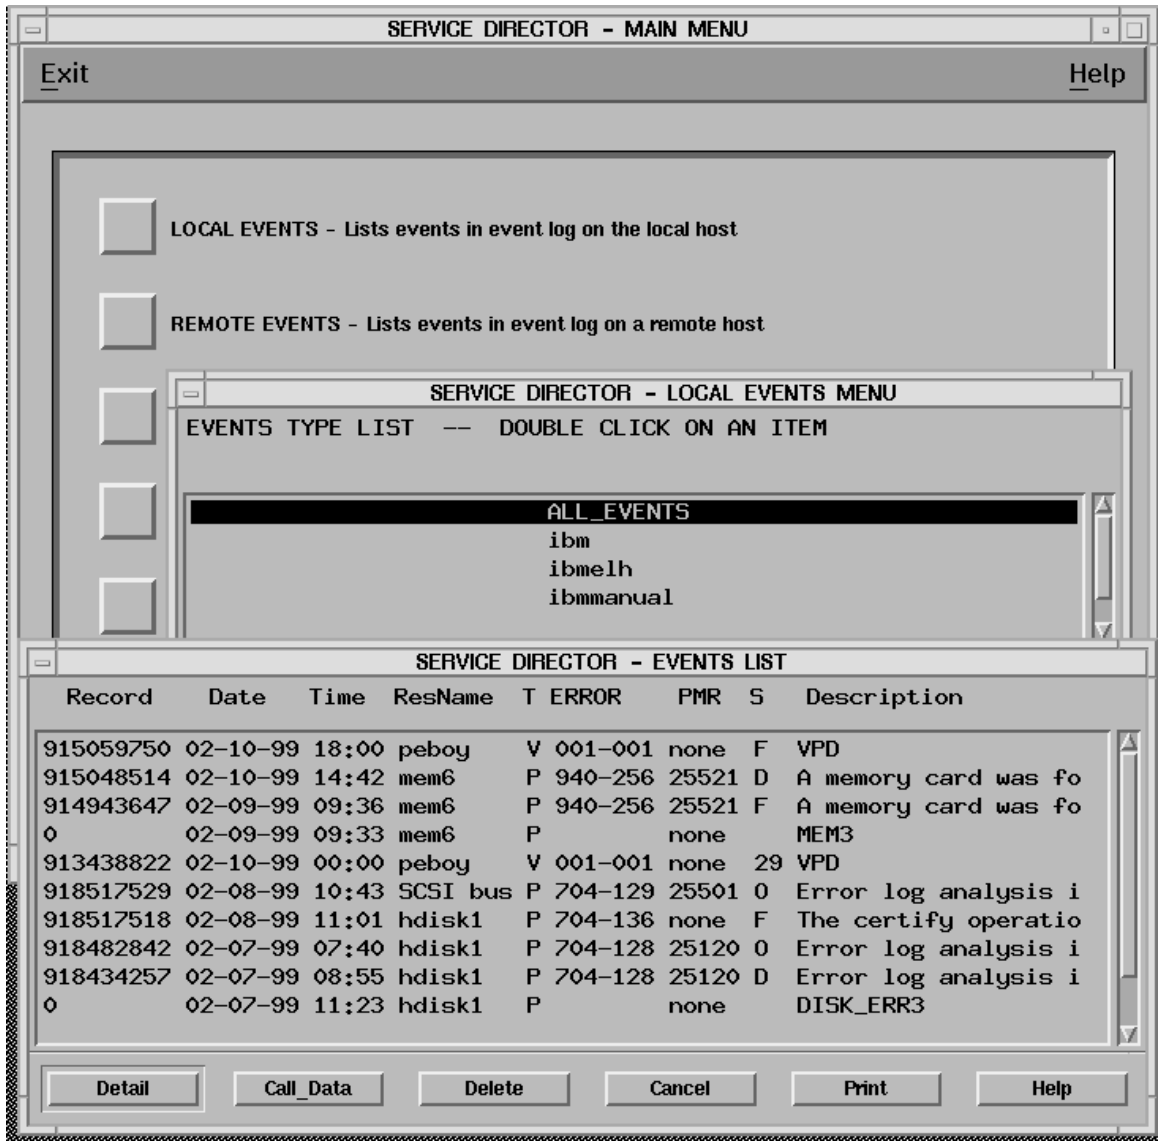 SERVICE DIRECTOR - MAIN MENU
Exit Help
LOCAL EVENTS - Lists events in event log on the local host
REMOTE EVENTS - Lists events in event log on a remote host
SERVICE DIRECTOR - LOCAL EVENTS MENU
EVENTS TYPE LIST -- DOUBLE CLICK ON AN ITEM
ALL_EVENTS
ibm
ibmelh
ibmmanual
SERVICE DIRECTOR - EVENTS LIST
Record Date Time ResName T ERROR PMR S Description
915059750 02-10-99 18:00 peboy V 001-001 none F VPD
915048514 02-10-99 14:42 mem6 P 940-256 25521 D A memory card was fo
914943647 02-09-99 09:36 mem6 P 940-256 25521 F A memory card was fo
0 02-09-99 09:33 mem6 P none MEM3
913438822 02-10-99 00:00 peboy V 001-001 none 29 VPD
918517529 02-08-99 10:43 SCSI bus P 704-129 25501 O Error log analysis i
918517518 02-08-99 11:01 hdisk1 P 704-136 none F The certify operatio
918482842 02-07-99 07:40 hdisk1 P 704-128 25120 O Error log analysis i
918434257 02-07-99 08:55 hdisk1 P 704-128 25120 D Error log analysis i
0 02-07-99 11:23 hdisk1 P none DISK_ERR3
Detail Call_Data Delete Cancel Print Help